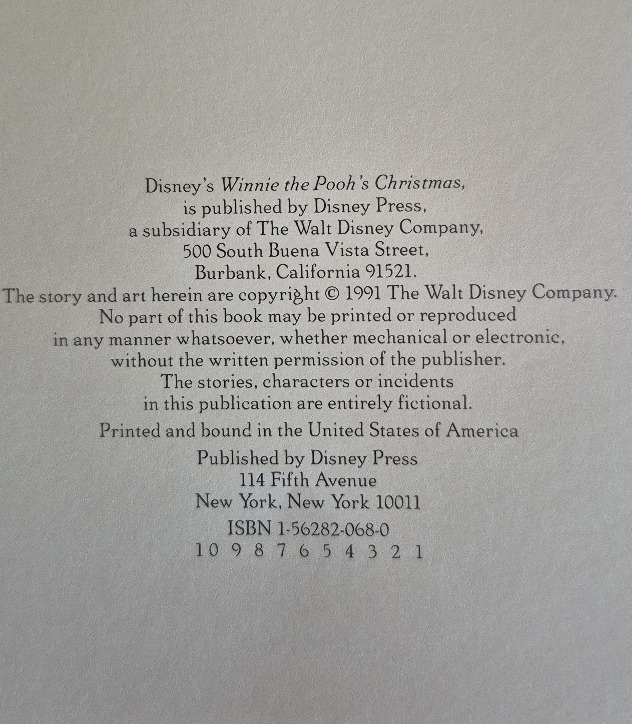 Disney's Winnie the Pooh's Christmas,
is published by Disney Press,
a subsidiary of The Walt Disney Company,
500 South Buena Vista Street,
Burbank, California 91521.
The story and art herein are copyright © 1991 The Walt Disney Company.
No part of this book may be printed or reproduced
in any manner whatsoever, whether mechanical or electronic,
without the written permission of the publisher.
The stories, characters or incidents
in this publication are entirely fictional.
Printed and bound in the United States of America
Published by Disney Press
114 Fifth Avenue
New York, New York 10011
ISBN 1-56282-068-0
10 9 8 7 6 5 4 3 2 1